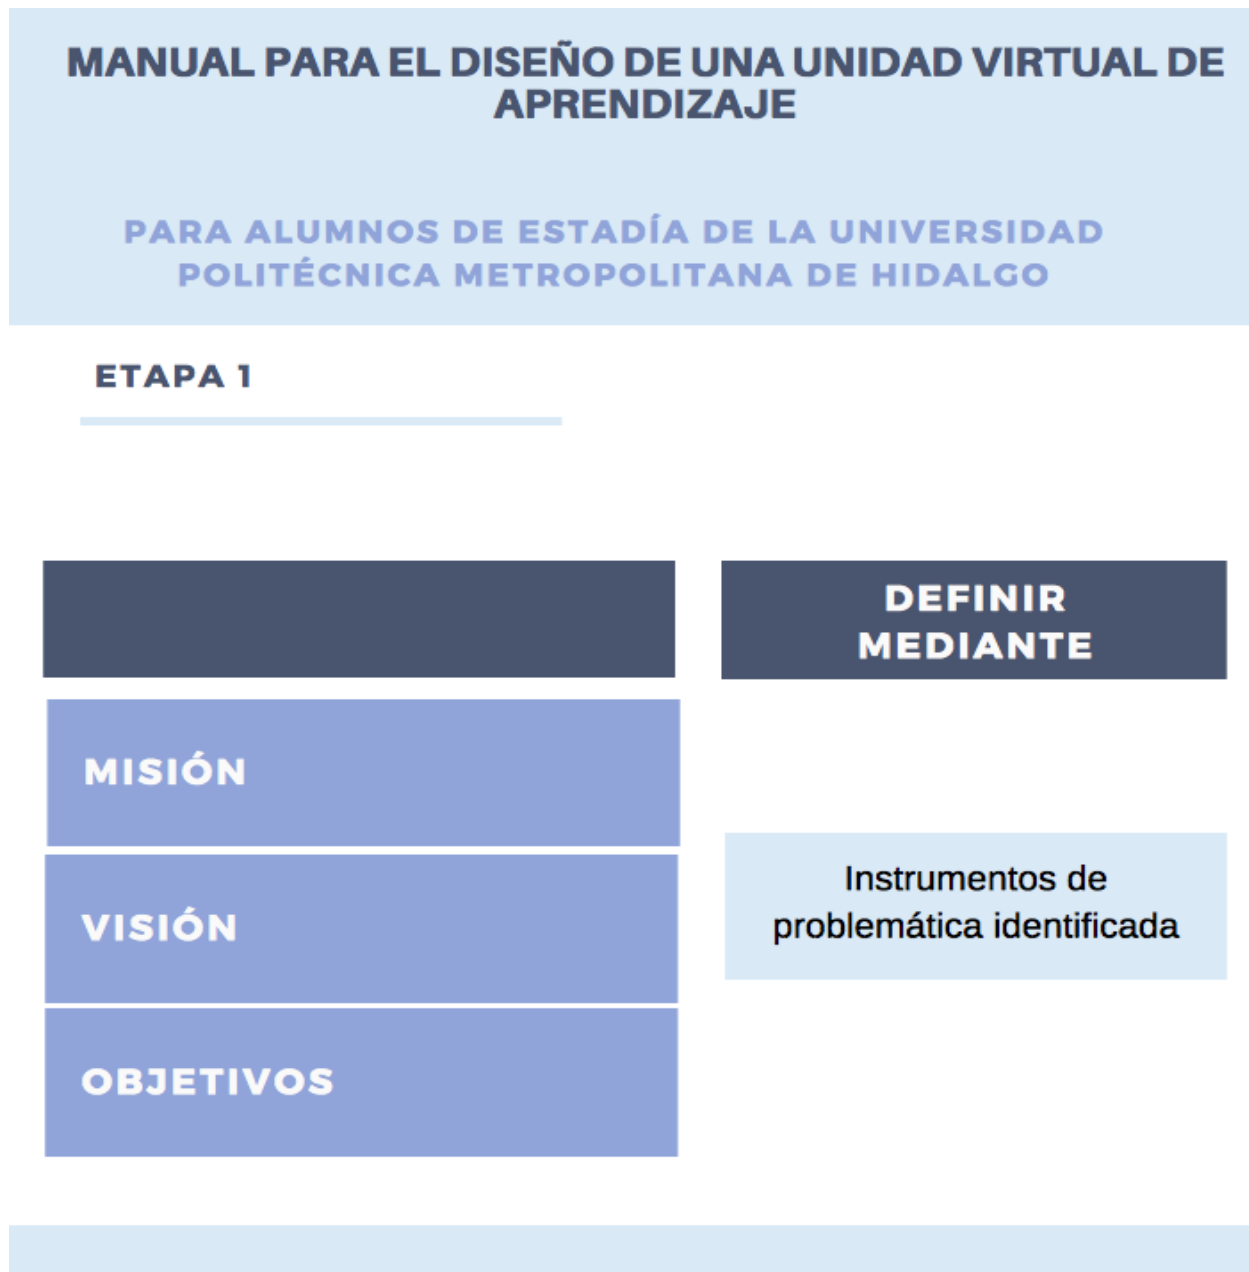 MANUAL PARA EL DISEÑO DE UNA UNIDAD VIRTUAL DE
APRENDIZAJE
PARA ALUMNOS DE ESTADÍA DE LA UNIVERSIDAD
POLITÉCNICA METROPOLITANA DE HIDALGO
ETAPA 1
DEFINIR
MEDIANTE
MISIÓN
VISIÓN
OBJETIVOS
Instrumentos de
problemática identificada